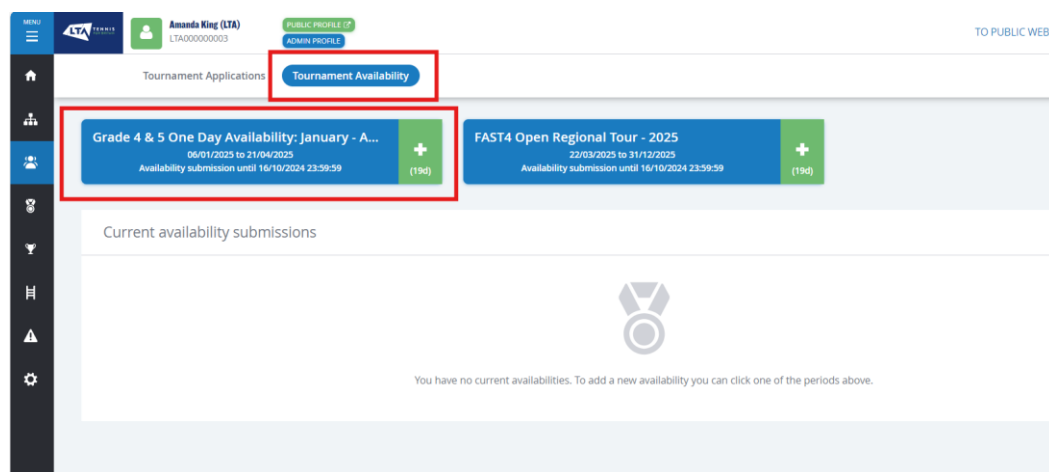 MENU
LTA TENNIS
Amanda King (LTA)
LTA000000003
PUBLIC PROFILE
ADMIN PROFILE
TO PUBLIC WEB
Tournament Applications
Tournament Availability
Grade 4 & 5 One Day Availability: January - A...
06/01/2025 to 21/04/2025
Availability submission until 16/10/2024 23:59:59
(19d)
FAST4 Open Regional Tour - 2025
22/03/2025 to 31/12/2025
Availability submission until 16/10/2024 23:59:59
(19d)
Current availability submissions
You have no current availabilities. To add a new availability you can click one of the periods above.